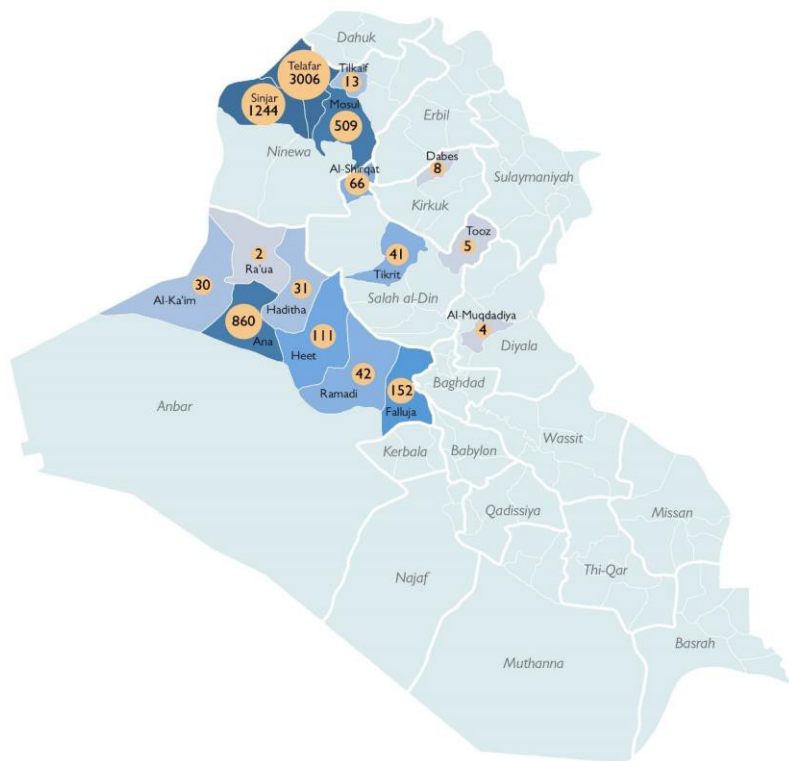 Dahuk
Telafar
3006
Tilkaif
13
Sinjar
1244
Mosul
509
Erbil
Ninewa
Al-Shirqat
66
Dabes
8
Sulaymaniyah
Kirkuk
Tooz
5
2
Ra'ua
41
Tikrit
30
Al-Ka'im
31
Haditha
Salah al-Din
860
Ana
111
Heet
Al-Muqdadiya
4
Diyala
42
Ramadi
152
Falluja
Baghdad
Anbar
Wassit
Kerbala
Babylon
Qadissiya
Missan
Najaf
Thi-Qar
Basrah
Muthanna